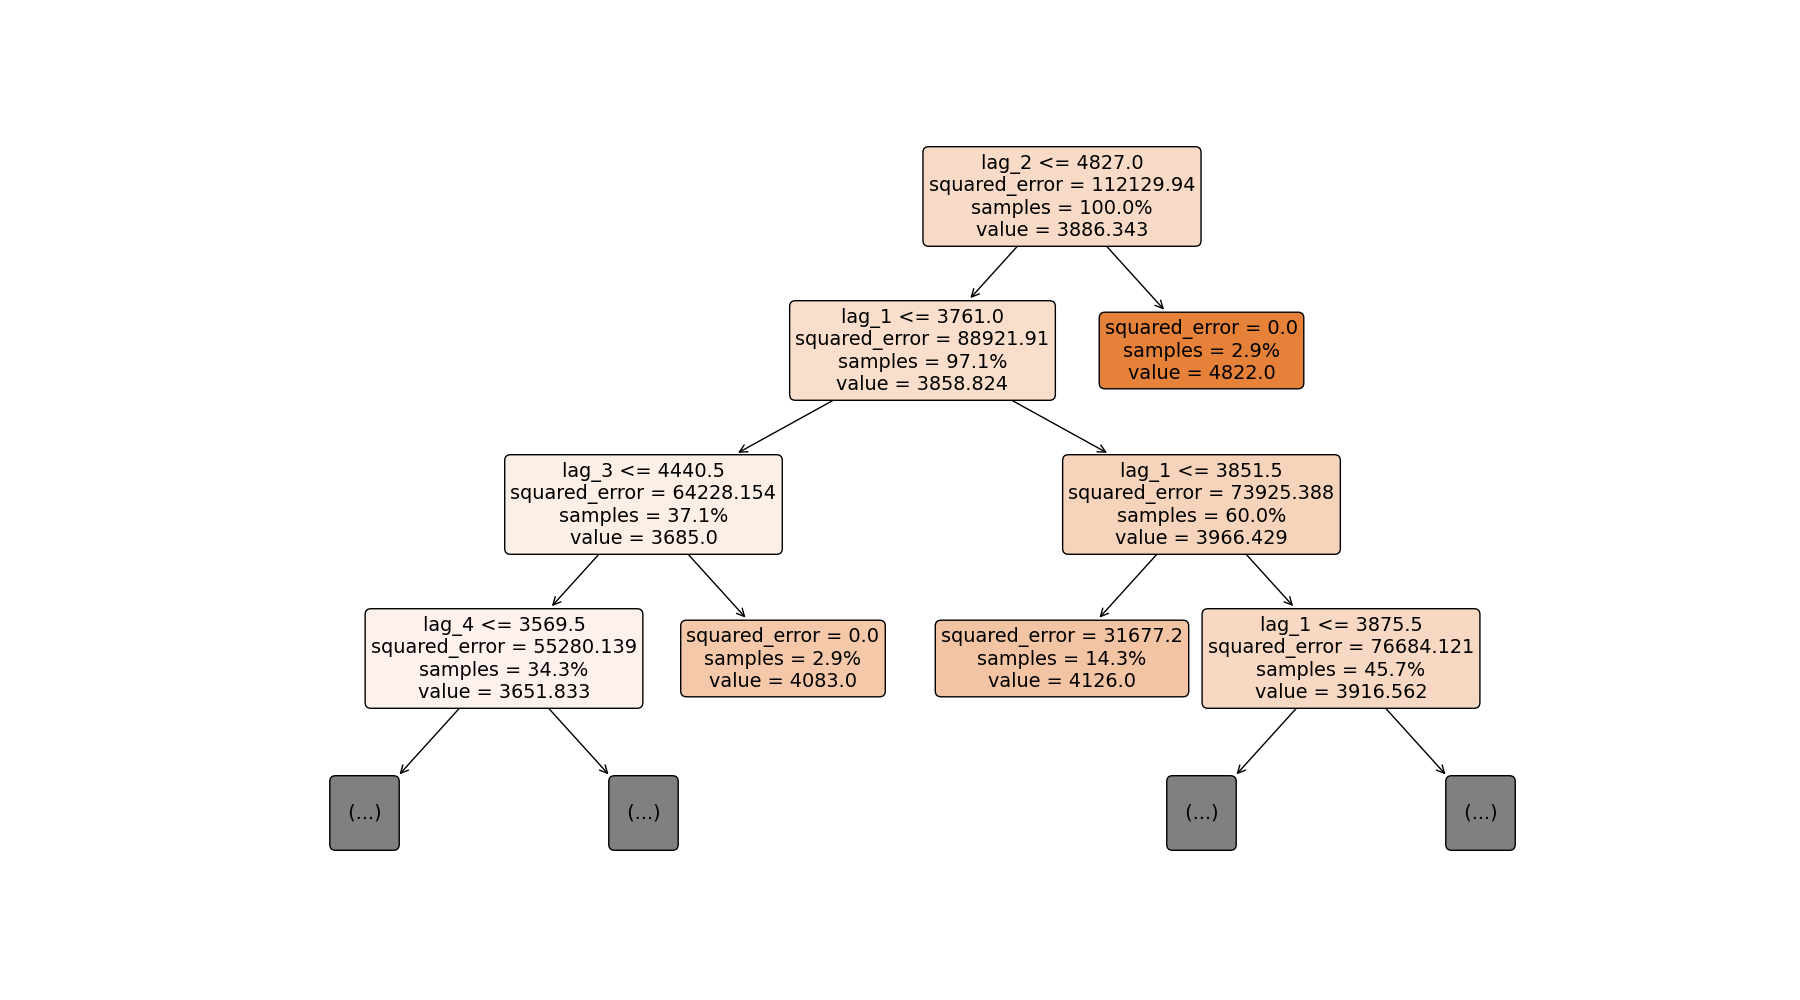 lag_2 <= 4827.0
squared_error = 112129.94
samples = 100.0%
value = 3886.343
lag_1 <= 3761.0
squared_error = 88921.91
samples = 97.1%
value = 3858.824
squared_error = 0.0
samples = 2.9%
value = 4822.0
lag_3 <= 4440.5
squared_error = 64228.154
samples = 37.1%
value = 3685.0
lag_1 <= 3851.5
squared_error = 73925.388
samples = 60.0%
value = 3966.429
lag_4 <= 3569.5
squared_error = 55280.139
samples = 34.3%
value = 3651.833
squared_error = 0.0
samples = 2.9%
value = 4083.0
squared_error = 31677.2
samples = 14.3%
value = 4126.0
lag_1 <= 3875.5
squared_error = 76684.121
samples = 45.7%
value = 3916.562
(...)
(...)
(...)
(...)